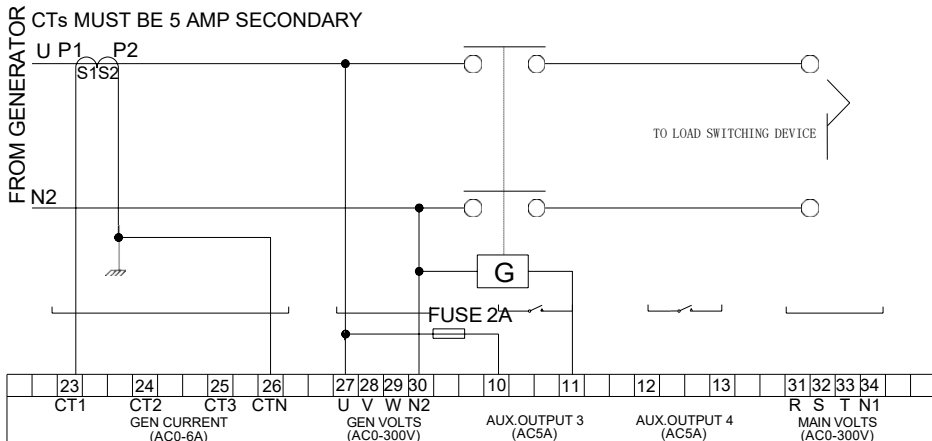 CTs MUST BE 5 AMP SECONDARY
FROM GENERATOR
U P1 P2
S1 S2
TO LOAD SWITCHING DEVICE
N2
G
FUSE 2A
23 24 25 26 27 28 29 30 10 11 12 13 31 32 33 34
CT1 CT2 CT3 CTN U V W N2 R S T N1
GEN CURRENT
(AC0-6A)
GEN VOLTS
(AC0-300V)
AUX.OUTPUT 3
(AC5A)
AUX.OUTPUT 4
(AC5A)
MAIN VOLTS
(AC0-300V)